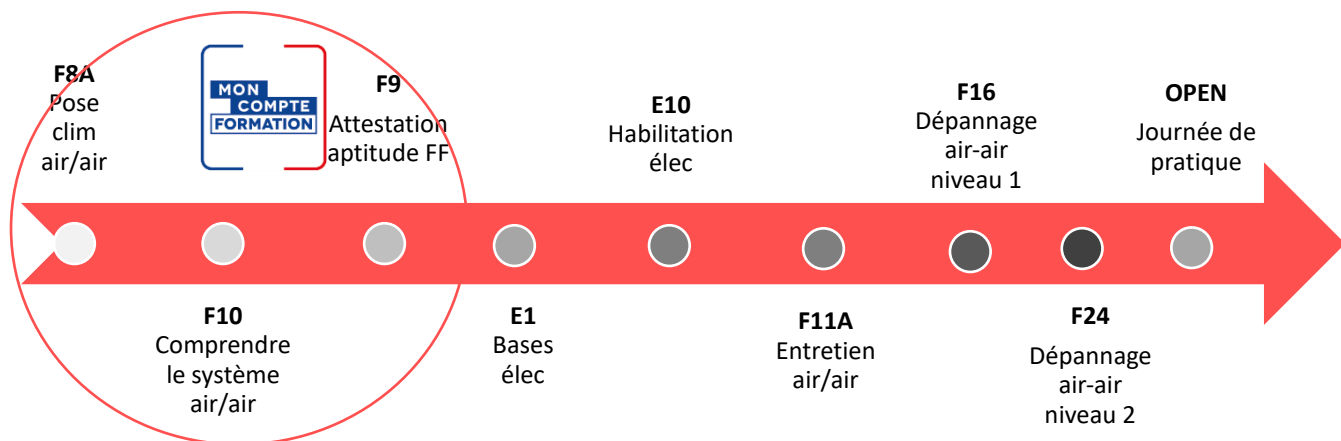 F8A
Pose
clim
air/air
MON
COMPTE
FORMATION
F9
Attestation
aptitude FF
E10
Habilitation
élec
F16
Dépannage
air-air
niveau 1
OPEN
Journée de
pratique
F10
Comprendre
le système
air/air
E1
Bases
élec
F11A
Entretien
air/air
F24
Dépannage
air-air
niveau 2